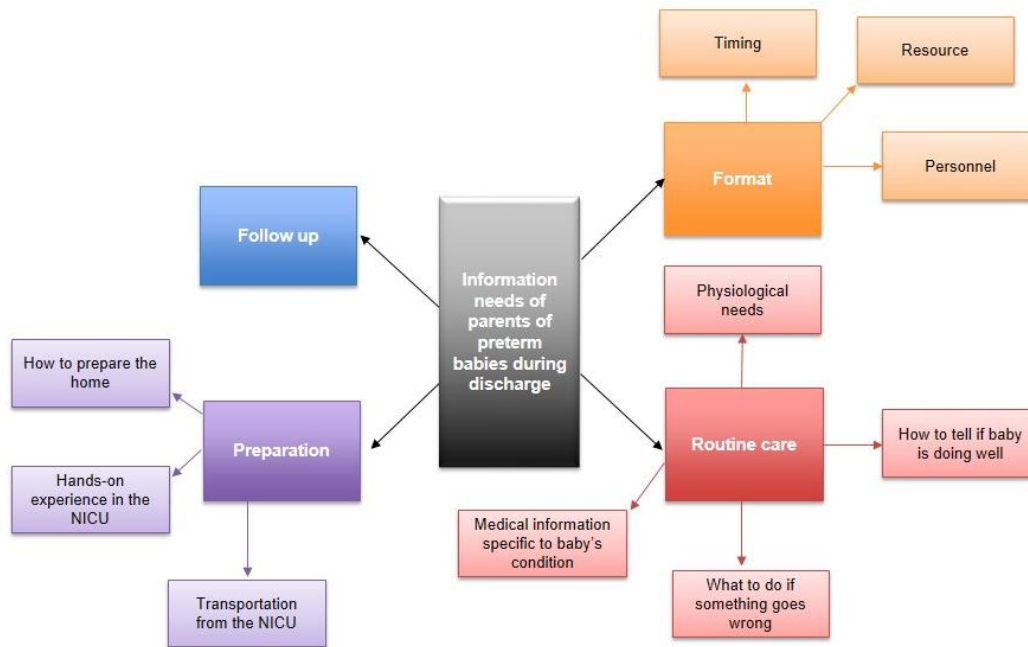 Timing
Resource
Format
Personnel
Follow up
Information
needs of
parents of
preterm
babies during
discharge
Physiological
needs
How to prepare the
home
Preparation
Hands-on
experience in the
NICU
Transportation
from the NICU
Routine care
How to tell if baby
is doing well
Medical information
specific to baby’s
condition
What to do if
something goes
wrong